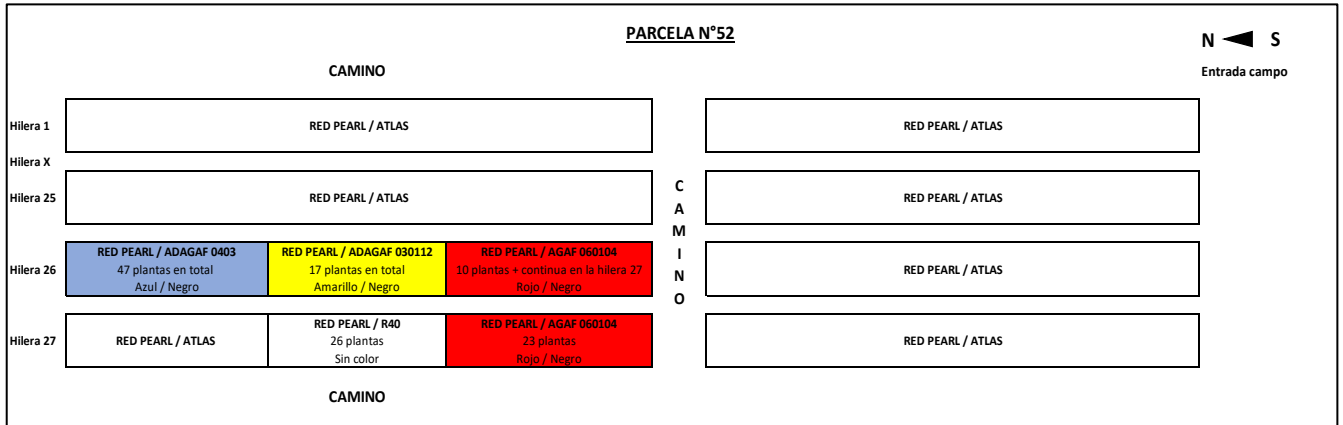 PARCELA N°52
N S
CAMINO
Entrada campo
Hilera 1
RED PEARL / ATLAS
RED PEARL / ATLAS
Hilera X
Hilera 25
RED PEARL / ATLAS
CAMINO
RED PEARL / ATLAS
Hilera 26
RED PEARL / ADAGAF 0403
47 plantas en total
Azul / Negro
RED PEARL / ADAGAF 030112
17 plantas en total
Amarillo / Negro
RED PEARL / AGAF 060104
10 plantas + continua en la hilera 27
Rojo / Negro
RED PEARL / ATLAS
Hilera 27
RED PEARL / ATLAS
RED PEARL / R40
26 plantas
Sin color
RED PEARL / AGAF 060104
23 plantas
Rojo / Negro
RED PEARL / ATLAS
CAMINO